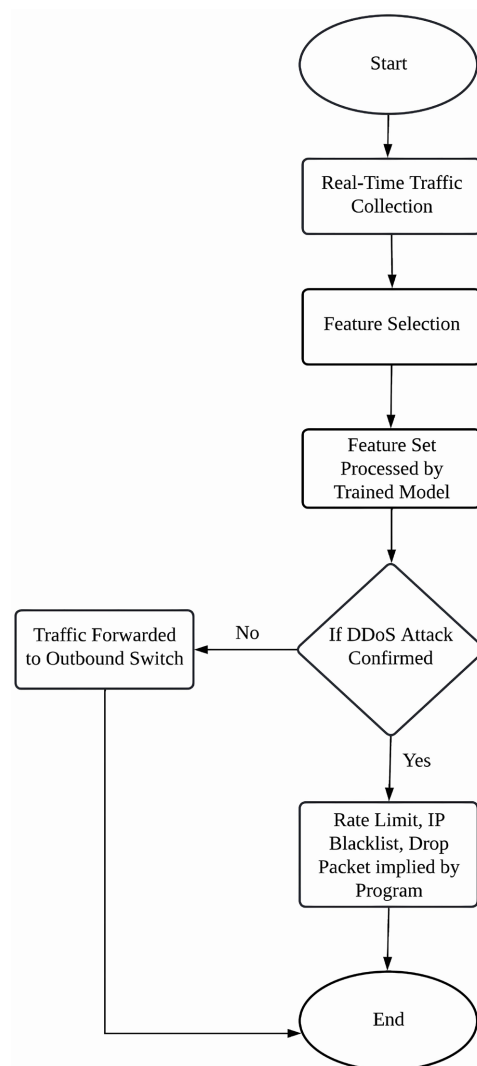 Start
Real-Time Traffic
Collection
Feature Selection
Feature Set
Processed by
Trained Model
If DDoS Attack
Confirmed
No
Traffic Forwarded
to Outbound Switch
Yes
Rate Limit, IP
Blacklist, Drop
Packet implied by
Program
End